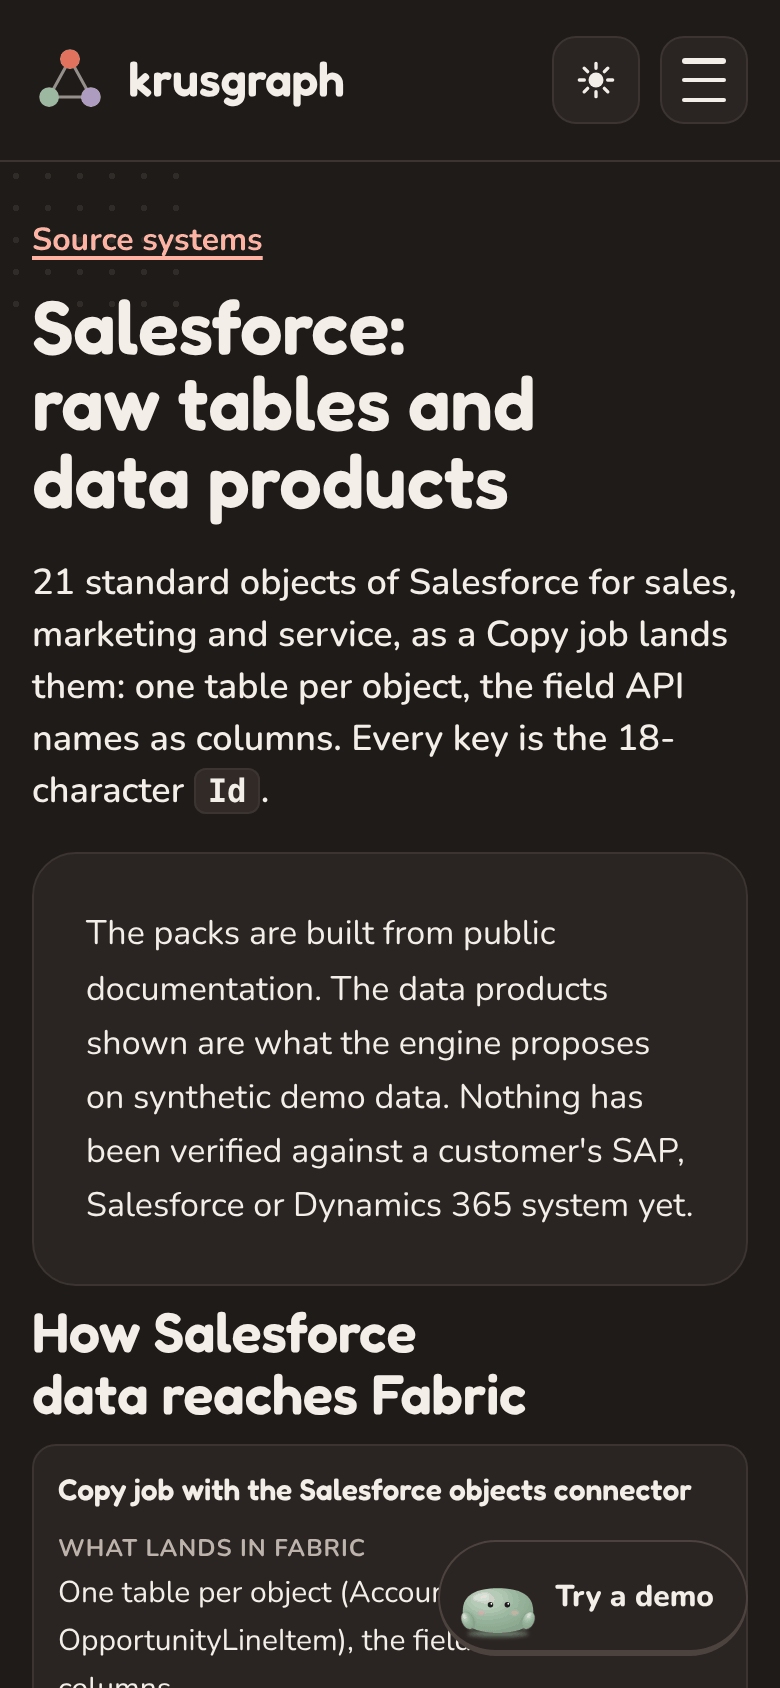 krusgraph
Source systems
Salesforce:
raw tables and
data products
21 standard objects of Salesforce for sales,
marketing and service, as a Copy job lands
them: one table per object, the field API
names as columns. Every key is the 18-
character Id.
The packs are built from public
documentation. The data products
shown are what the engine proposes
on synthetic demo data. Nothing has
been verified against a customer's SAP,
Salesforce or Dynamics 365 system yet.
How Salesforce
data reaches Fabric
Copy job with the Salesforce objects connector
WHAT LANDS IN FABRIC
One table per object (Accoun
OpportunityLineItem), the field
columns
Try a demo